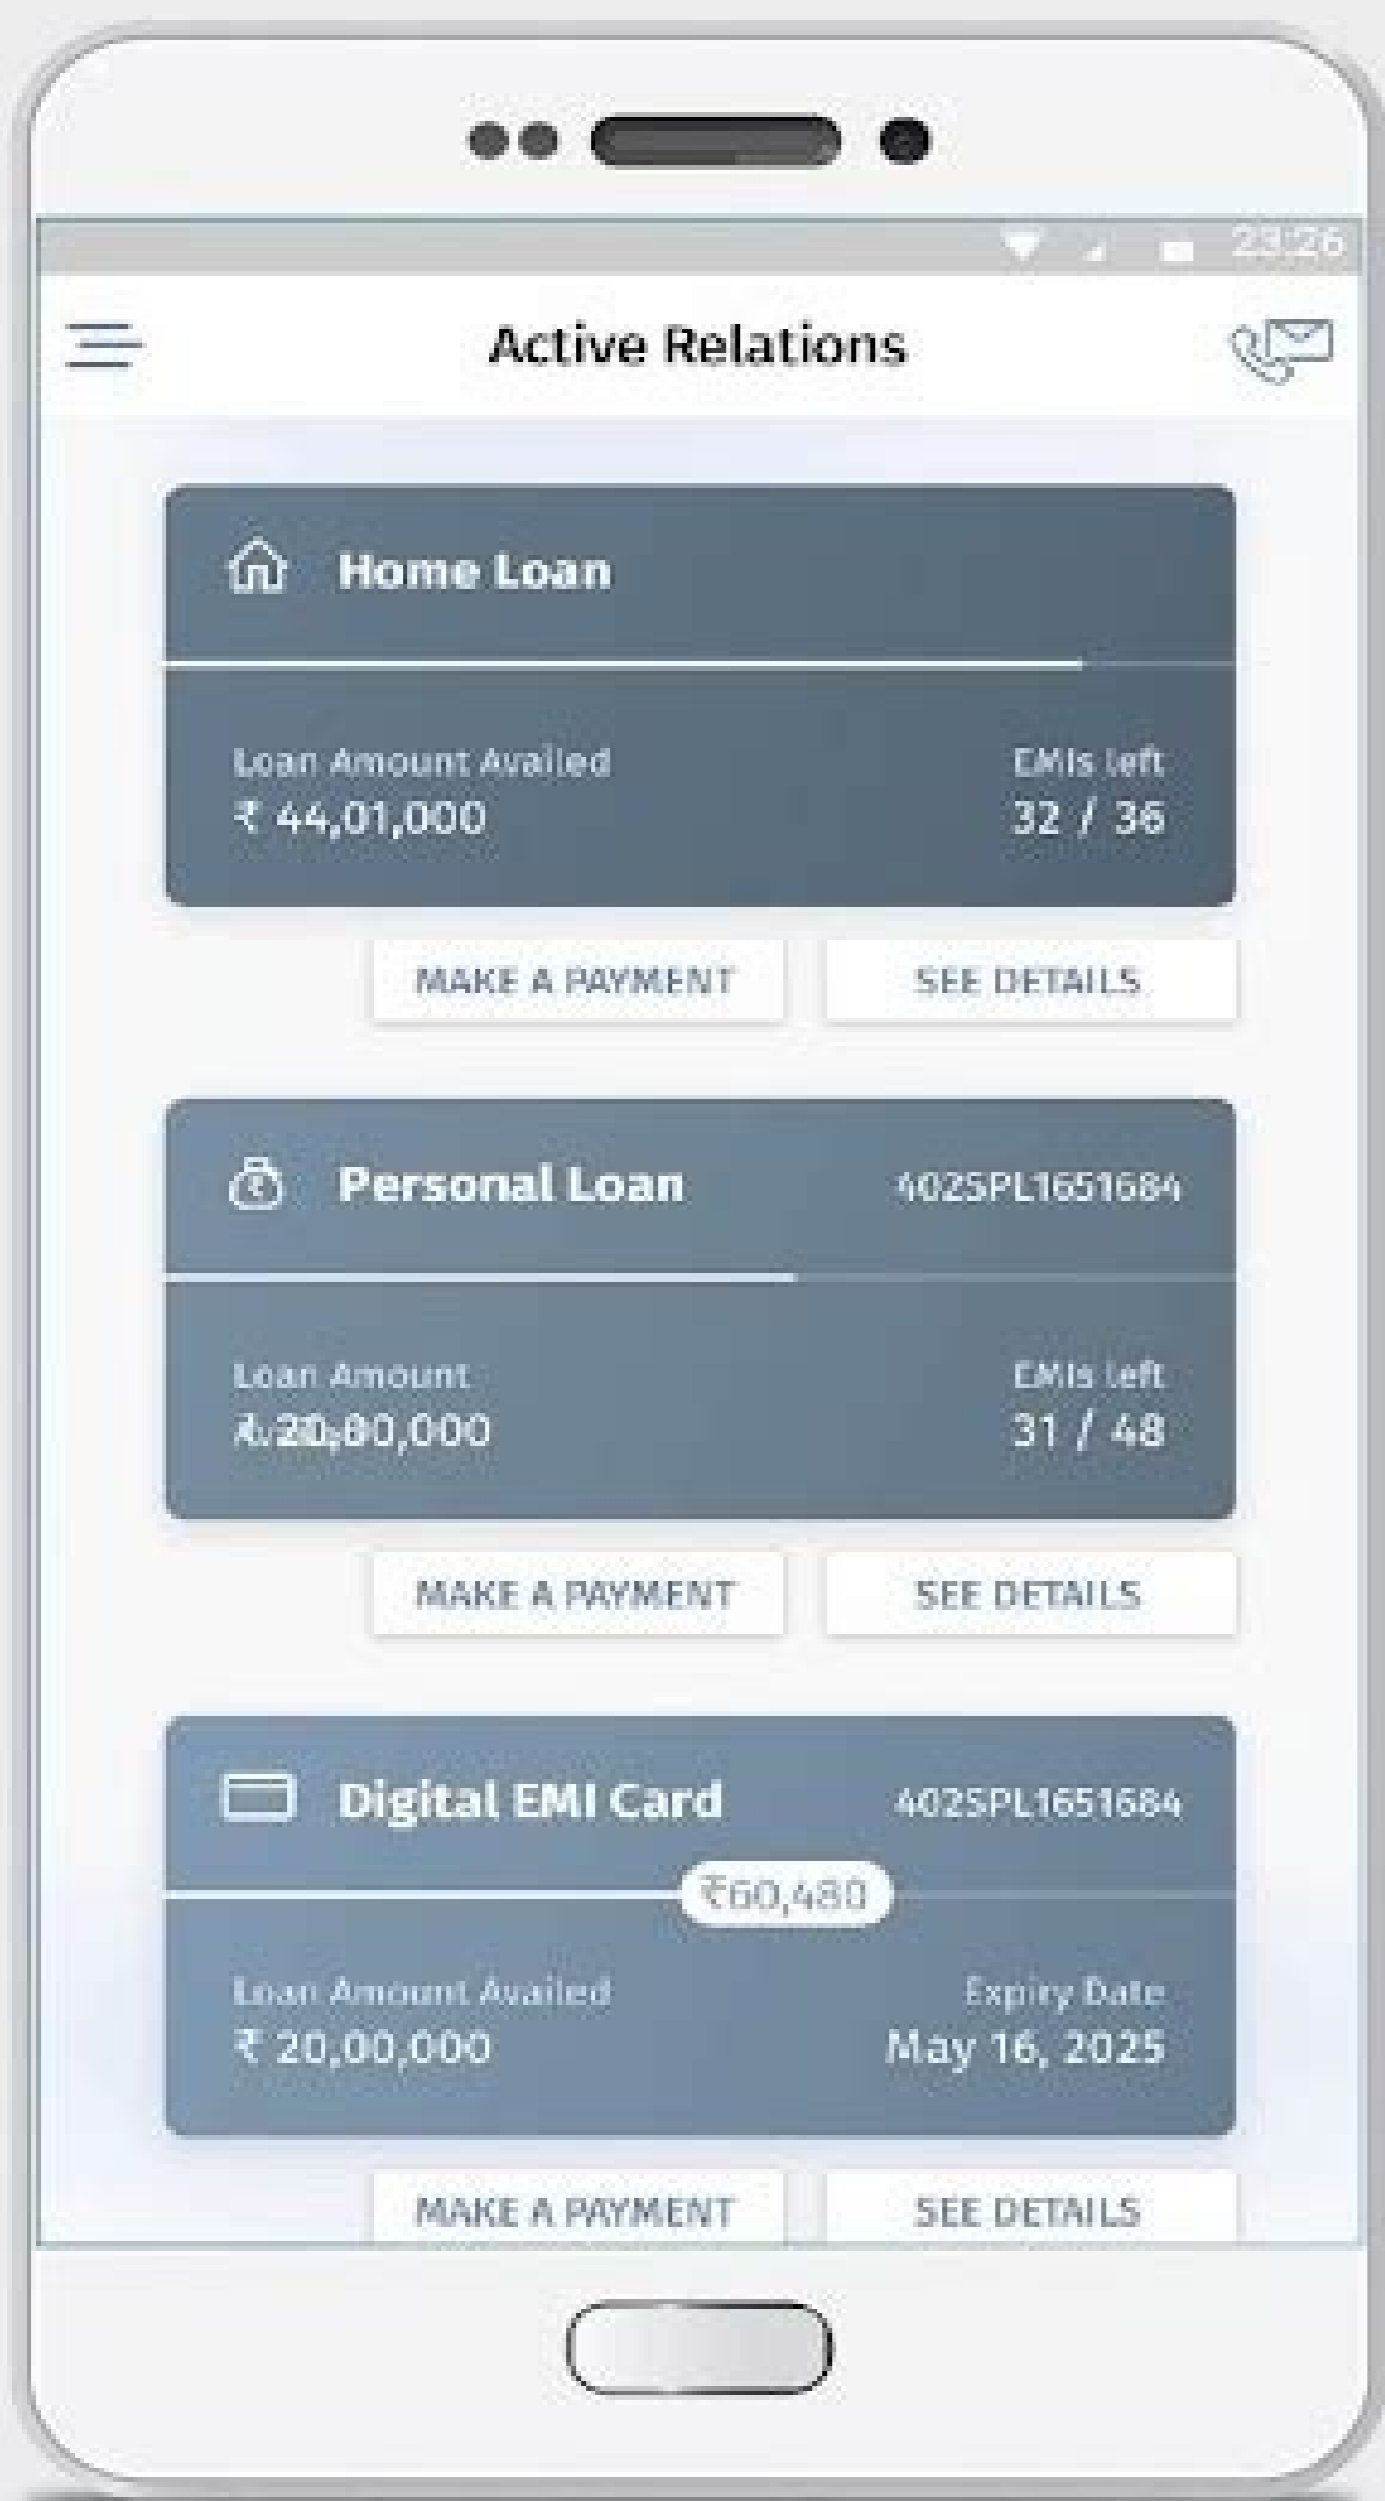 23:26
Active Relations
Home Loan
Loan Amount Availed
EMIs left
₹ 44,01,000
32 / 36
MAKE A PAYMENT
SEE DETAILS
Personal Loan
402SPL1651684
Loan Amount
EMIs left
31 / 48
MAKE A PAYMENT
SEE DETAILS
Digital EMI Card
402SPL1651684
₹60,480
Loan Amount Availed
Expiry Date
₹ 20,00,000
May 16, 2025
MAKE A PAYMENT
SEE DETAILS